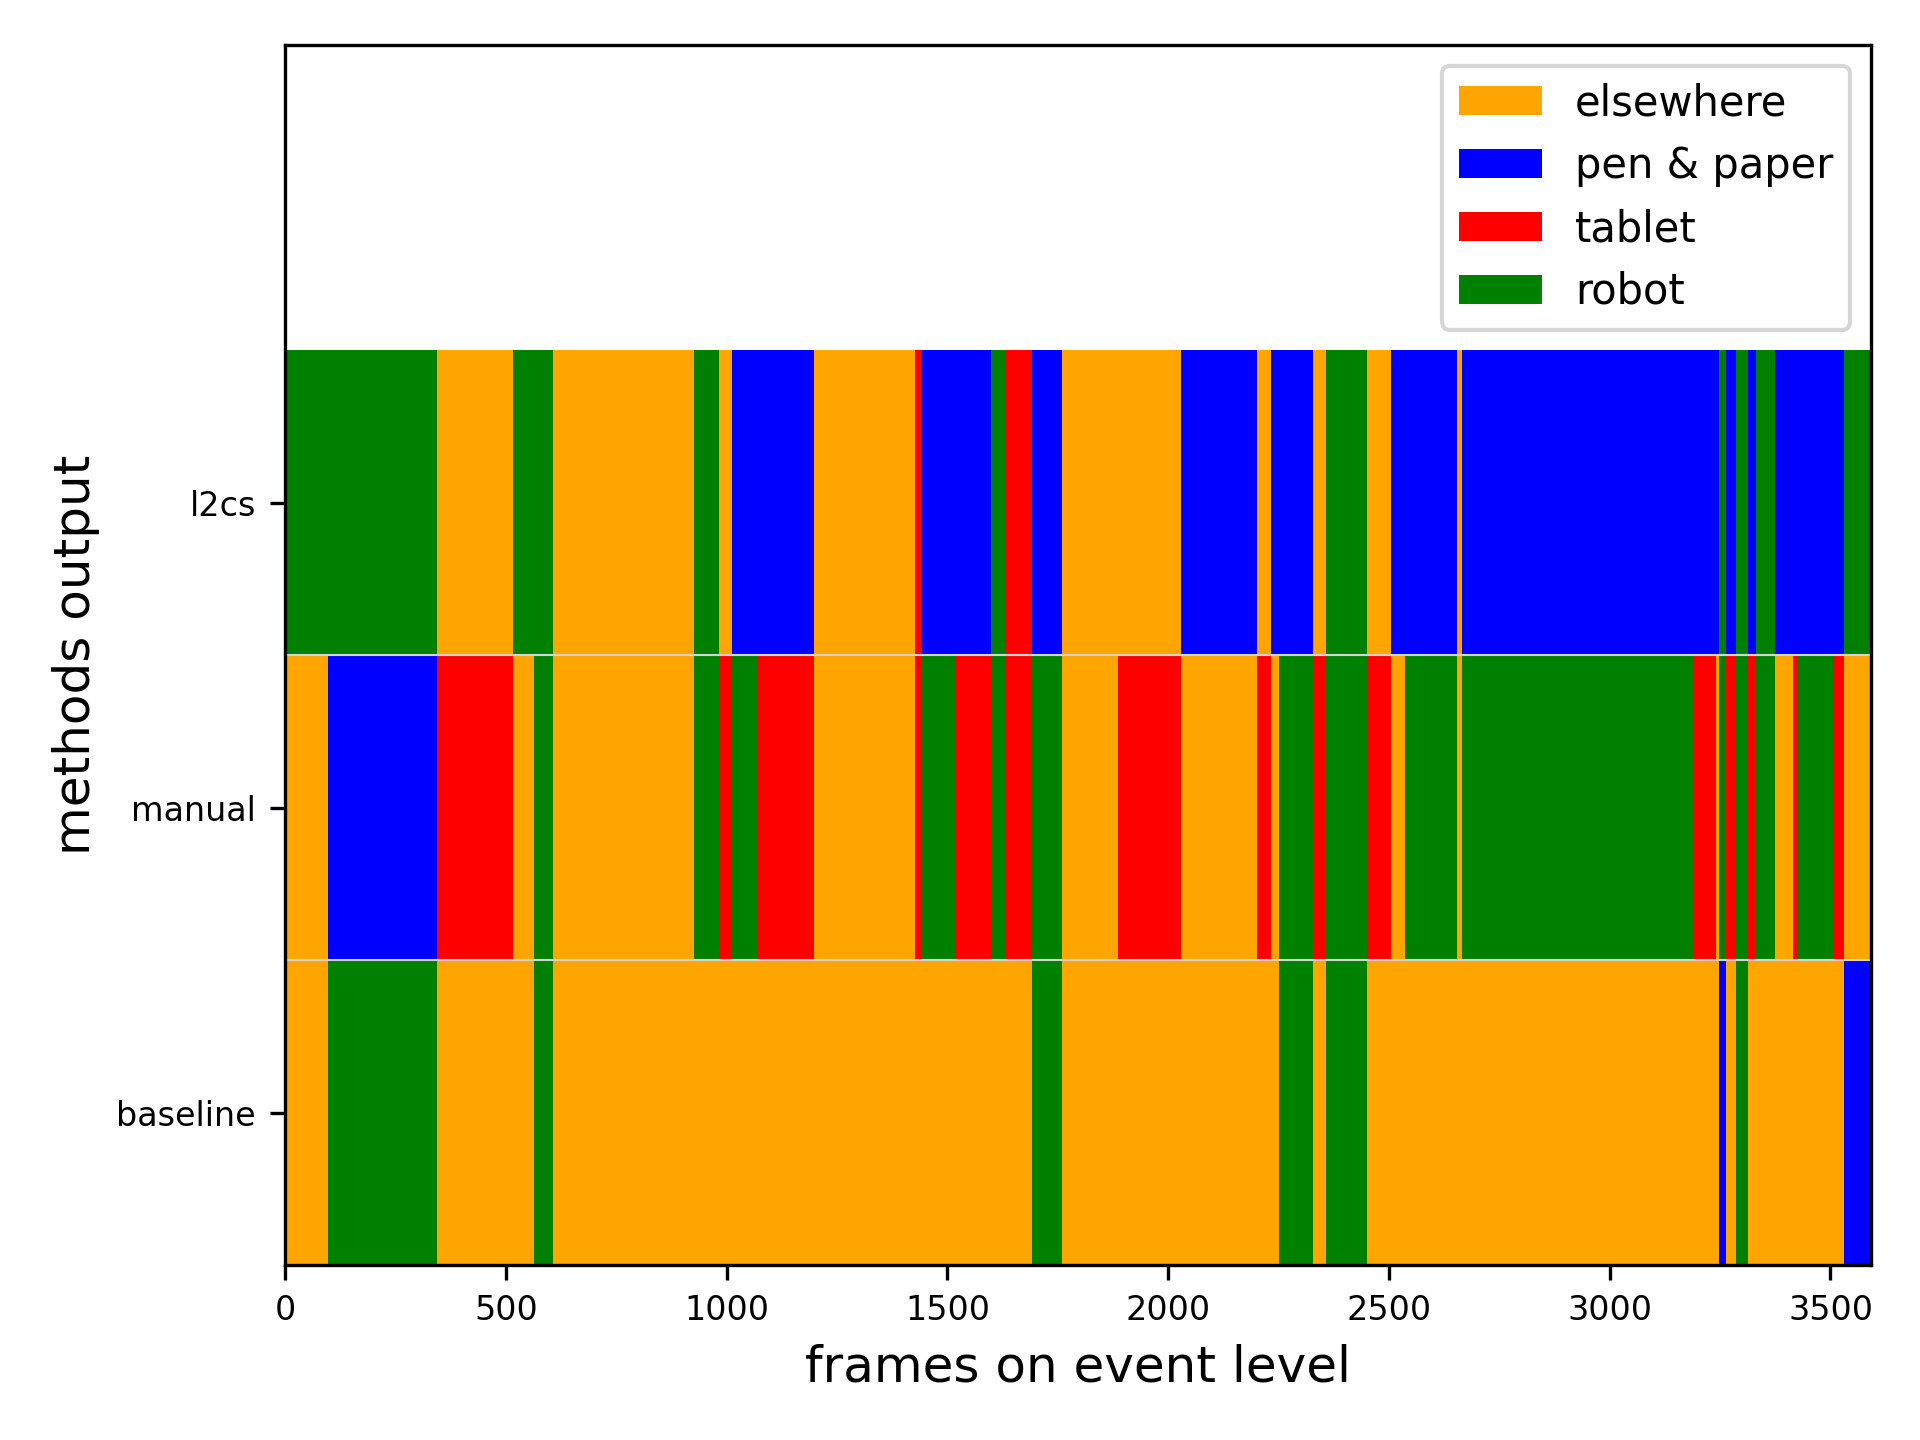 elsewhere
pen & paper
tablet
robot
methods output
l2cs
manual
baseline
0 500 1000 1500 2000 2500 3000 3500
frames on event level